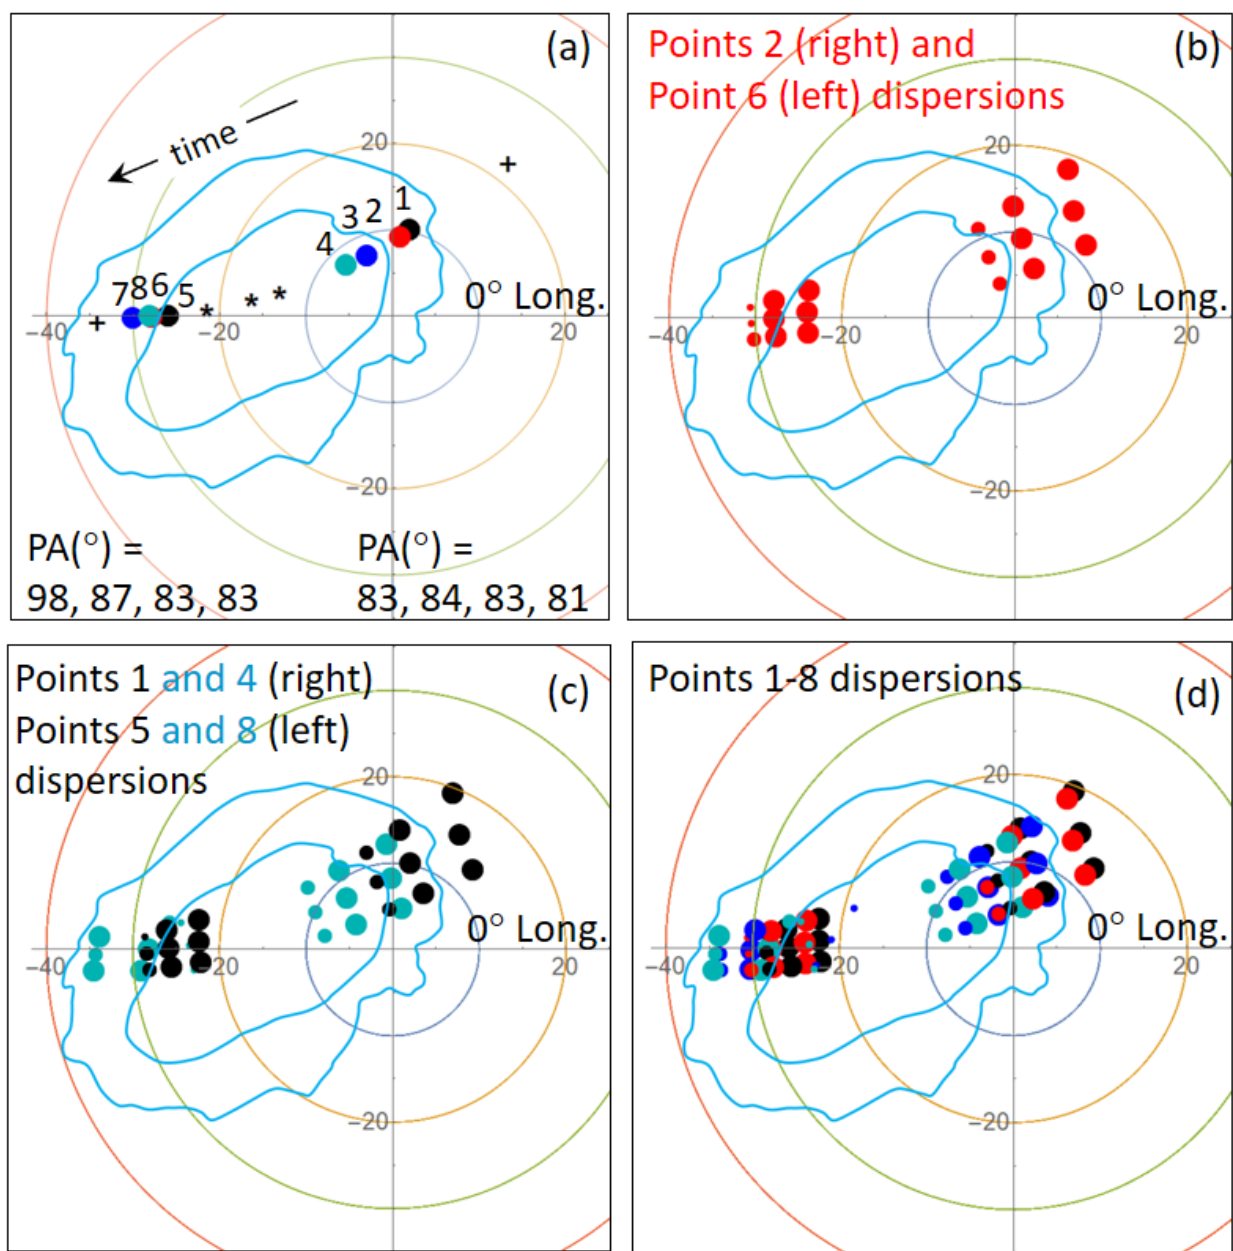 (a)
time
20
+
3 2 1
4
7 8 6 5 * * *
0° Long.
+
−40
−20
20
−20
PA(°) =
98, 87, 83, 83
PA(°) =
83, 84, 83, 81
Points 2 (right) and
Point 6 (left) dispersions
(b)
20
0° Long.
−40
−20
20
−20
Points 1 and 4 (right)
Points 5 and 8 (left)
dispersions
(c)
20
0° Long.
−40
−20
20
−20
Points 1-8 dispersions
(d)
20
0° Long.
−40
−20
20
−20